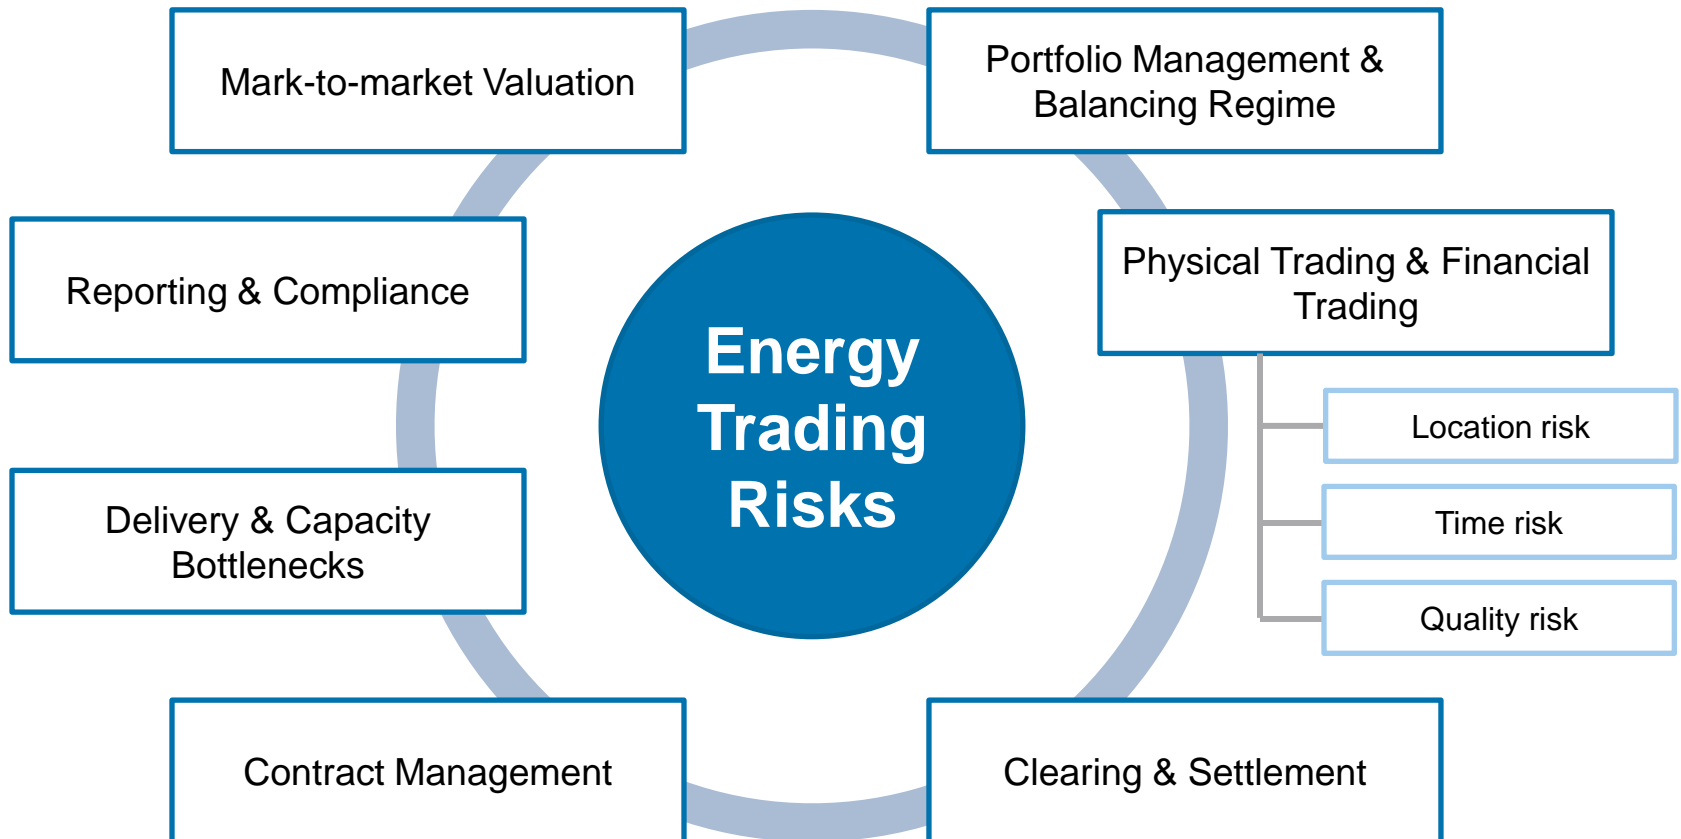 Mark-to-market Valuation
Portfolio Management &
Balancing Regime
Reporting & Compliance
Physical Trading & Financial
Trading
Energy
Trading
Risks
Location risk
Time risk
Quality risk
Delivery & Capacity
Bottlenecks
Contract Management
Clearing & Settlement